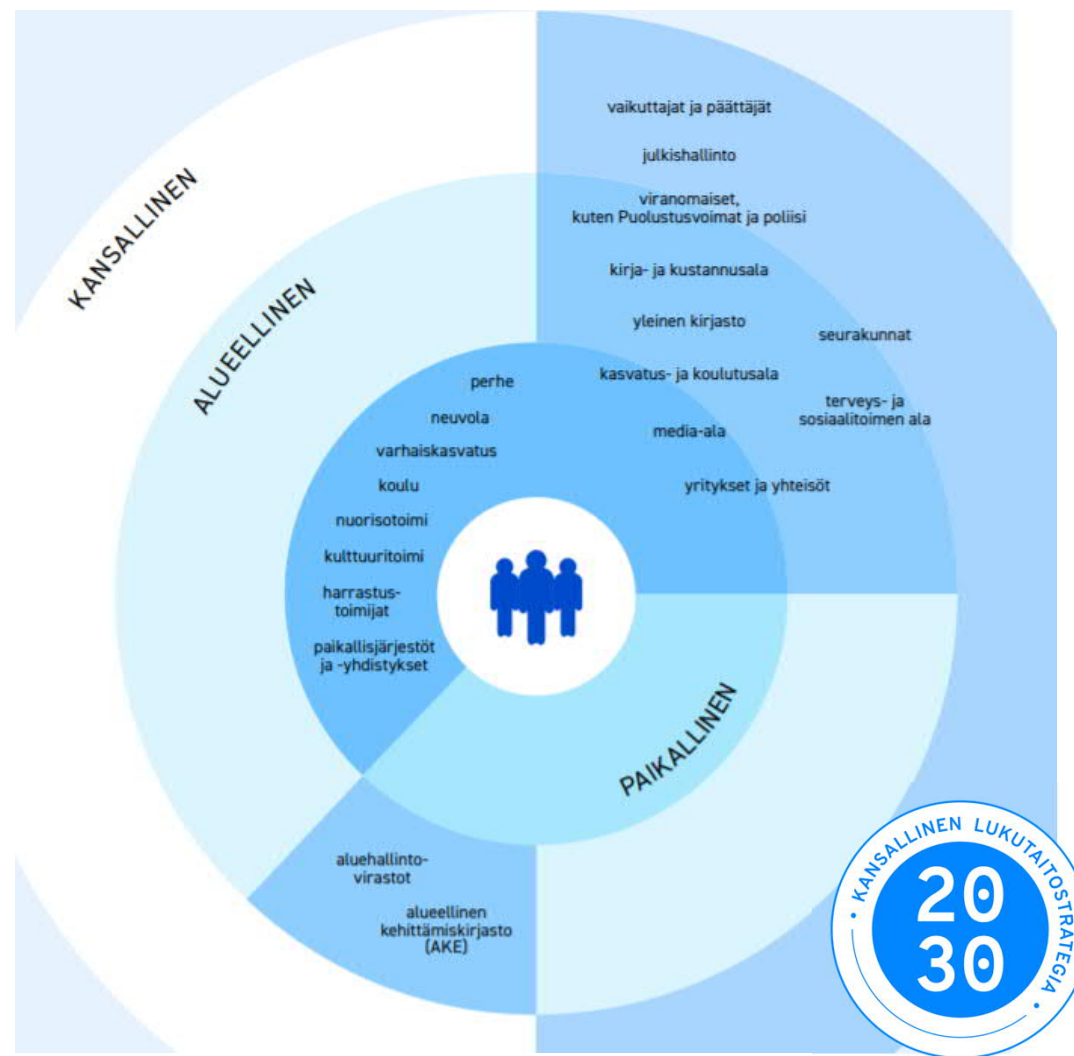 KANSALLINEN
ALUEELLINEN
PAIKALLINEN
vaikuttajat ja päättäjät
julkishallinto
viranomaiset,
kuten Puolustusvoimat ja poliisi
kirja- ja kustannusala
yleinen kirjasto
seurakunnat
kasvatus- ja koulutusala
terveys- ja
sosiaalitoimen ala
media-ala
yritykset ja yhteisöt
perhe
neuvola
varhaiskasvatus
koulu
nuorisotoimi
kulttuuritoimi
harrastus-
toimijat
paikallisjärjestöt
ja -yhdistykset
aluehallinto-
virastot
alueellinen
kehittämiskirjasto
(AKE)
• KANSALLINEN LUKUTAITOSTRATEGIA •
20
30